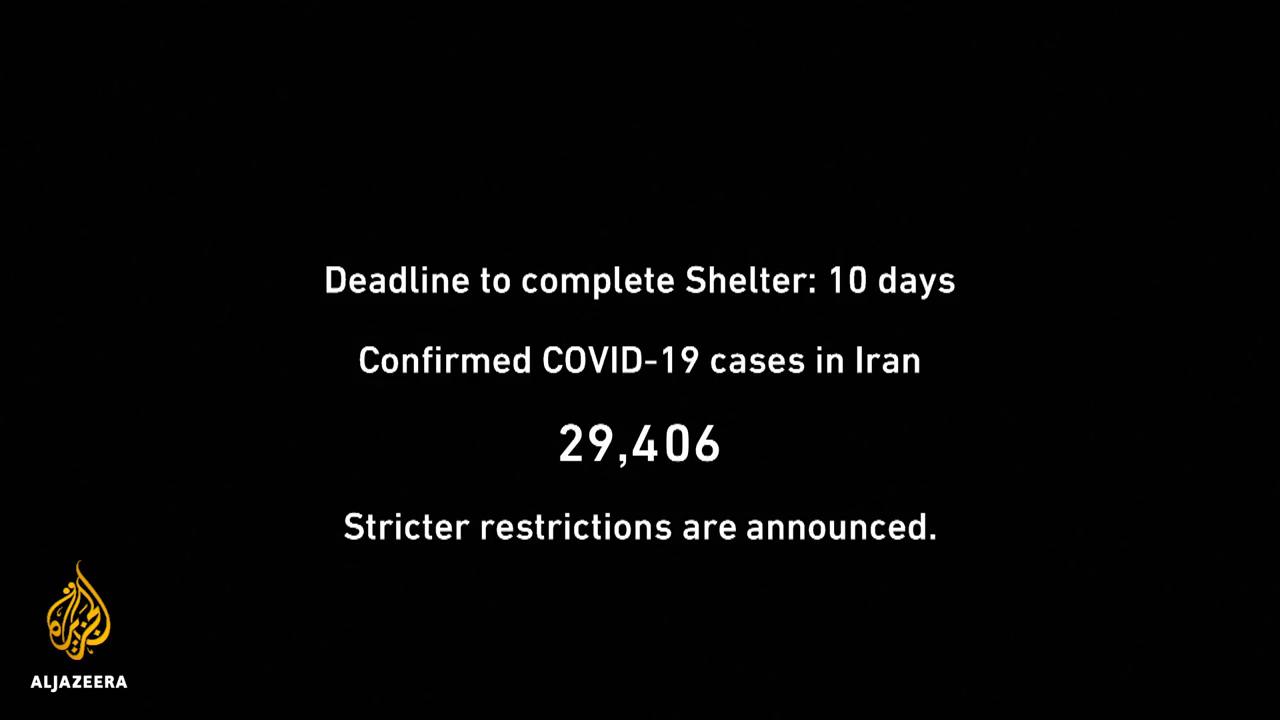 Deadline to complete Shelter: 10 days
Confirmed COVID-19 cases in Iran
29,406
Stricter restrictions are announced.
الجزيرة
ALJAZEERA